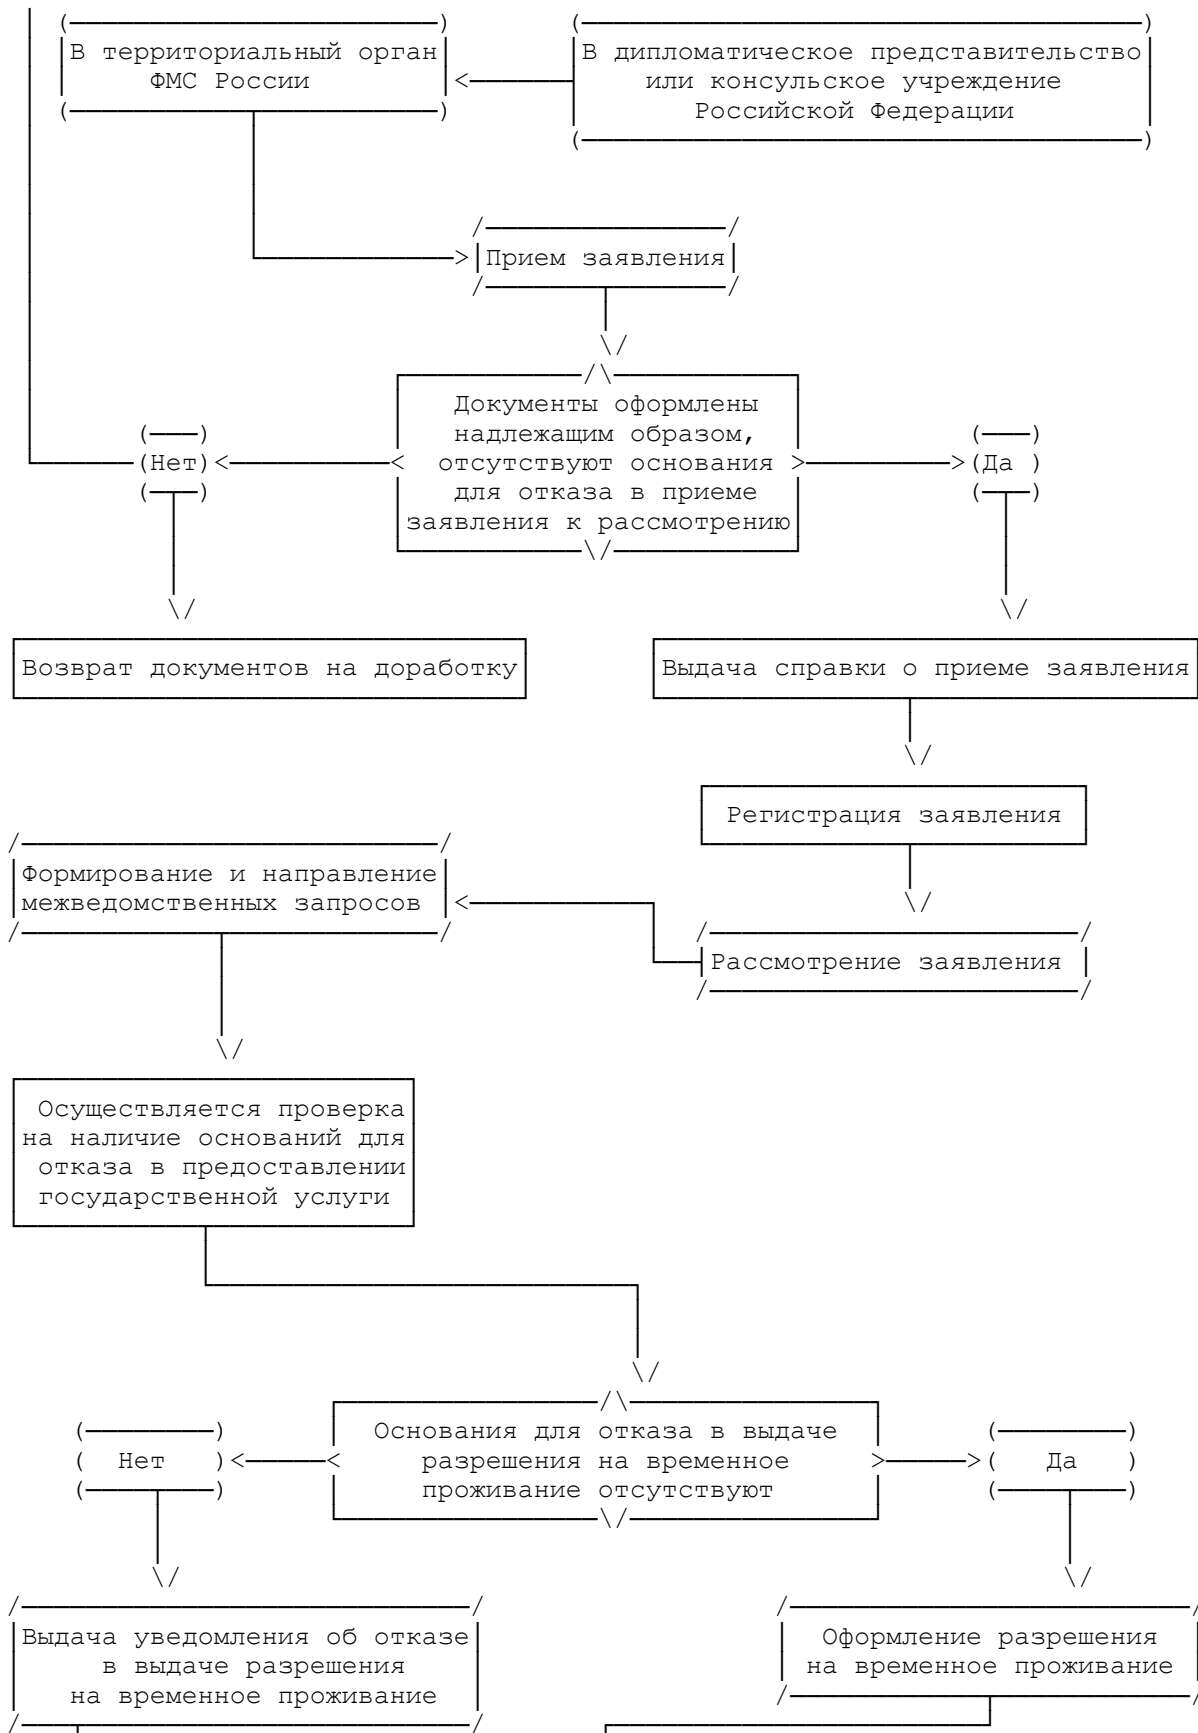 В территориальный орган
ФМС России
В дипломатическое представительство
или консульское учреждение
Российской Федерации
Прием заявления
Документы оформлены
надлежащим образом,
отсутствуют основания
для отказа в приеме
заявления к рассмотрению
Нет
Да
Возврат документов на доработку
Выдача справки о приеме заявления
Регистрация заявления
Формирование и направление
межведомственных запросов
Рассмотрение заявления
Осуществляется проверка
на наличие оснований для
отказа в предоставлении
государственной услуги
Основания для отказа в выдаче
разрешения на временное
проживание отсутствуют
Нет
Да
Выдача уведомления об отказе
в выдаче разрешения
на временное проживание
Оформление разрешения
на временное проживание